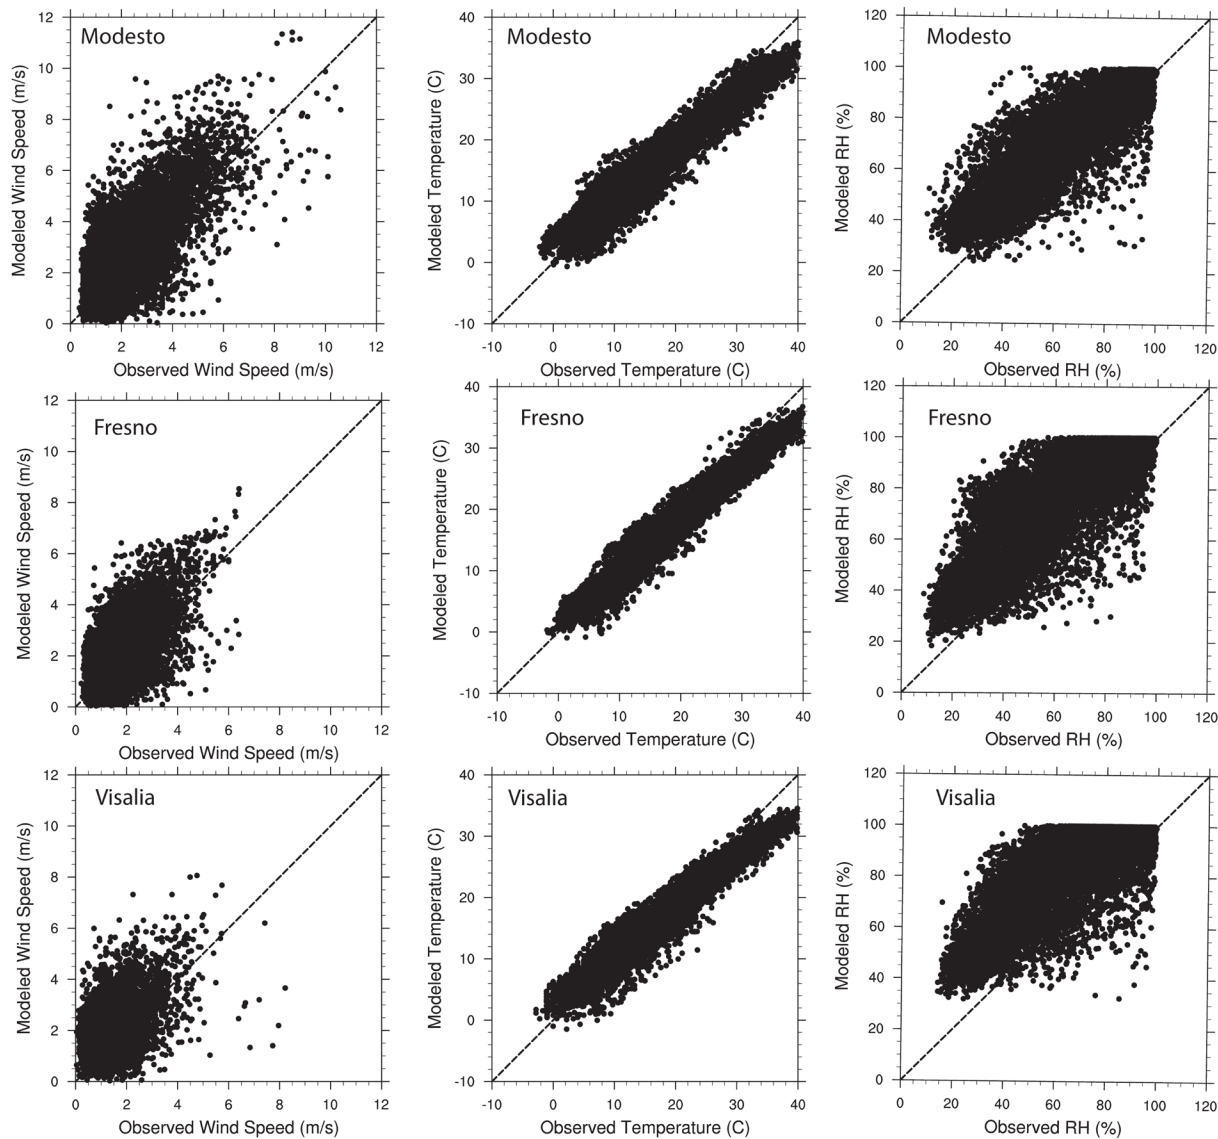 Modesto
Modeled Wind Speed (m/s)
12
10
8
6
4
2
0
0 2 4 6 8 10 12
Observed Wind Speed (m/s)
Modesto
Modeled Temperature (C)
40
30
20
10
0
-10
-10 0 10 20 30 40
Observed Temperature (C)
Modesto
Modeled RH (%)
120
100
80
60
40
20
0
0 20 40 60 80 100 120
Observed RH (%)
Fresno
Modeled Wind Speed (m/s)
12
10
8
6
4
2
0
0 2 4 6 8 10 12
Observed Wind Speed (m/s)
Fresno
Modeled Temperature (C)
40
30
20
10
0
-10
-10 0 10 20 30 40
Observed Temperature (C)
Fresno
Modeled RH (%)
120
100
80
60
40
20
0
0 20 40 60 80 100 120
Observed RH (%)
Visalia
Modeled Wind Speed (m/s)
12
10
8
6
4
2
0
0 2 4 6 8 10 12
Observed Wind Speed (m/s)
Visalia
Modeled Temperature (C)
40
30
20
10
0
-10
-10 0 10 20 30 40
Observed Temperature (C)
Visalia
Modeled RH (%)
120
100
80
60
40
20
0
0 20 40 60 80 100 120
Observed RH (%)